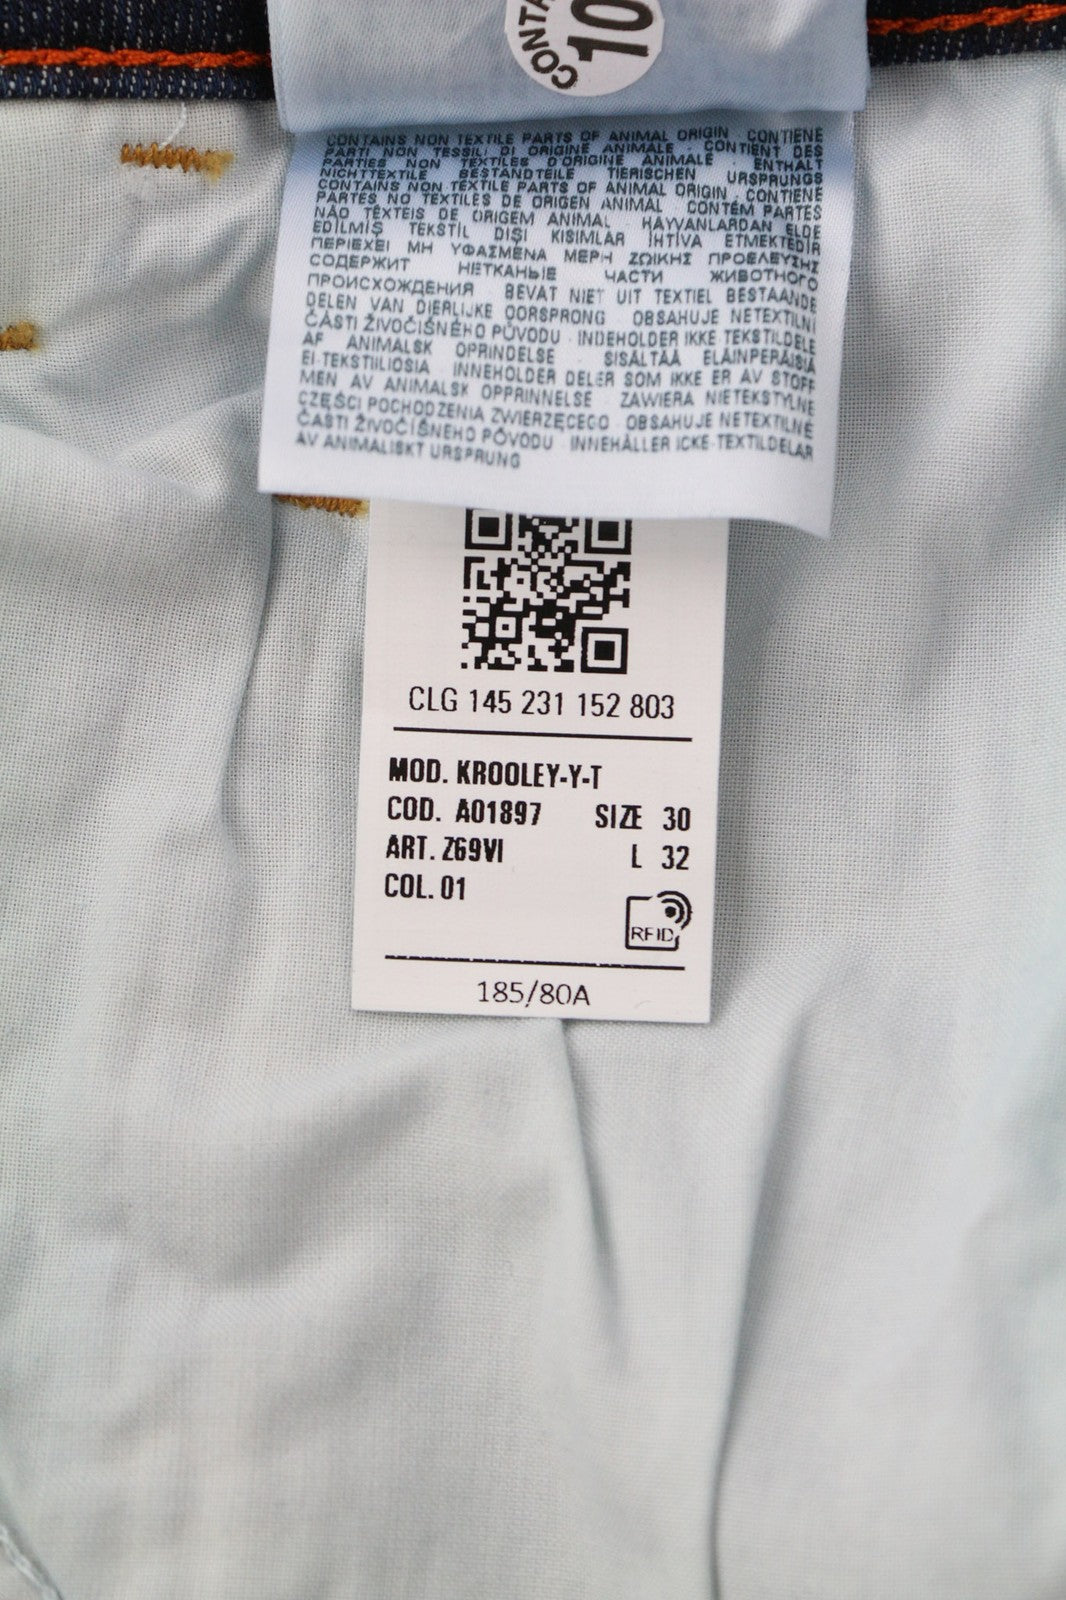 CONTA
10
CONTAINS NON TEXTILE PARTS OF ANIMAL ORIGIN · CONTIENE
PARTI NON TESSILI DI ORIGINE ANIMALE · CONTIENT DES
PARTIES NON TEXTILES D'ORIGINE ANIMALE · ENTHALT
NICHTTEXTILE BESTANDTEILE TIERISCHEN URSPRUNGS
CONTAINS NON TEXTILE PARTS OF ANIMAL ORIGIN · CONTIENE
PARTES NO TEXTILES DE ORIGEN ANIMAL · CONTÉM PARTES
NÃO TÊXTEIS DE ORIGEM ANIMAL · HAYVANLARDAN ELDE
EDİLMİŞ TEKSTİL DIŞI KISIMLAR İHTİVA ETMEKTEDİR
ΠΕΡΙΕΧΕΙ ΜΗ ΥΦΑΣΜΕΝΑ ΜΕΡΗ ΖΩΙΚΗΣ ΠΡΟΕΛΕΥΣΗΣ
СОДЕРЖИТ НЕТКАНЫЕ ЧАСТИ ЖИВОТНОГО
ПРОИСХОЖДЕНИЯ · BEVAT NIET UIT TEXTIEL BESTAANDE
DELEN VAN DIERLIJKE OORSPRONG · OBSAHUJE NETEXTILNÍ
ČÁSTI ŽIVOČIŠNÉHO PŮVODU · INDEHOLDER IKKE TEKSTILDELE
AF ANIMALSK OPRINDELSE · SISÄLTÄÄ ELÄINPERÄISIÄ
EI-TEKSTIILIOSIA · INNEHOLDER DELER SOM IKKE ER AV STOFF
MEN AV ANIMALSK OPPRINNELSE · ZAWIERA NIETEKSTYLNE
CZĘŚCI POCHODZENIA ZWIERZĘCEGO · OBSAHUJE NETEXTILNÉ
ČASTI ŽIVOČÍŠNEHO PÔVODU · INNEHÅLLER ICKE-TEXTILDELAR
AV ANIMALISKT URSPRUNG
CLG 145 231 152 803
MOD. KROOLEY-Y-T
COD. A01897 SIZE 30
ART. Z69VI L 32
COL. 01
RFID
185/80A